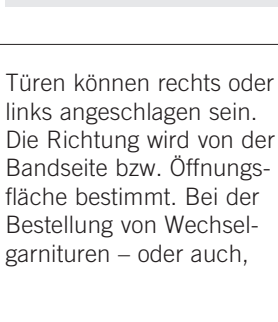 Türen können rechts oder
links angeschlagen sein.
Die Richtung wird von der
Bandseite bzw. Öffnungs-
fläche bestimmt. Bei der
Bestellung von Wechsel-
garnituren – oder auch,